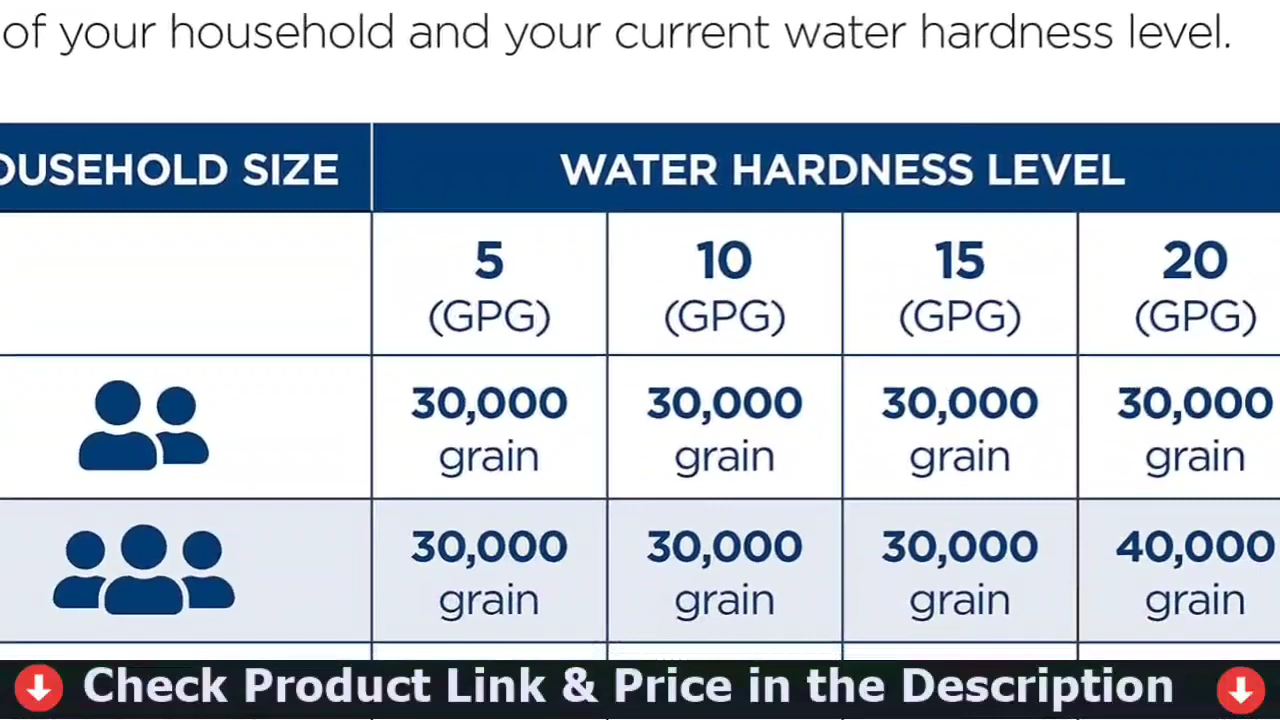 of your household and your current water hardness level.
OUSEHOLD SIZE WATER HARDNESS LEVEL
5 10 15 20
(GPG) (GPG) (GPG) (GPG)
30,000 30,000 30,000 30,000
grain grain grain grain
30,000 30,000 30,000 40,000
grain grain grain grain
Check Product Link & Price in the Description